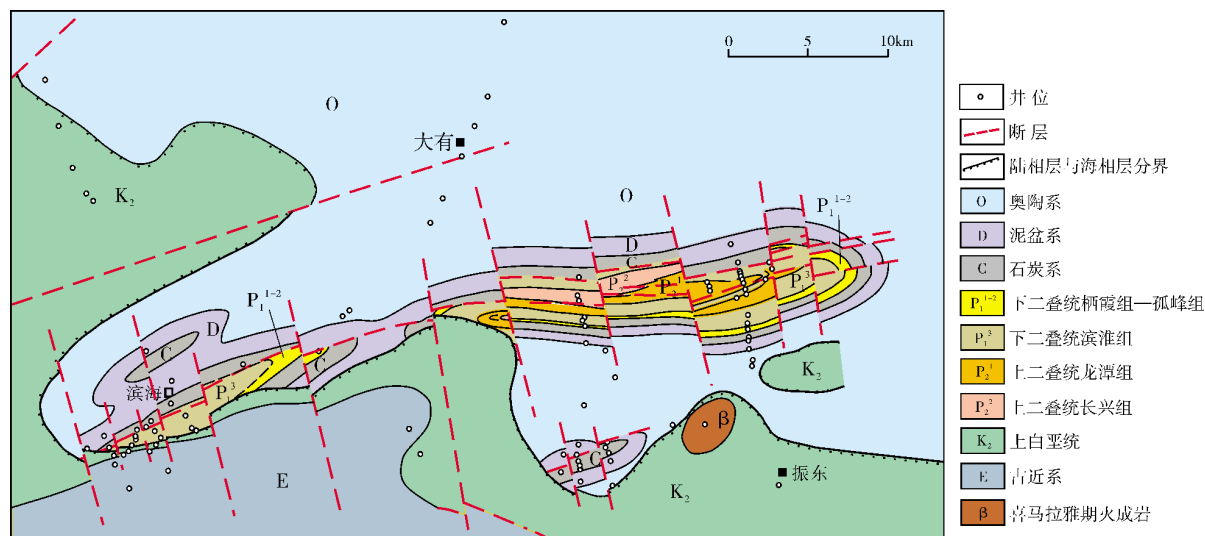 0 5 10km
O
大有
K₂
O
P₁¹⁻²
D
C
P₂²
P₂¹
P₁³
P₁¹⁻²
D
C
C
滨海
P₁³
K₂
β
C
E
K₂
振东
井位
断层
陆相层与海相层分界
O 奥陶系
D 泥盆系
C 石炭系
P₁¹⁻² 下二叠统栖霞组—孤峰组
P₁³ 下二叠统滨淮组
P₂¹ 上二叠统龙潭组
P₂² 上二叠统长兴组
K₂ 上白垩统
E 古近系
β 喜马拉雅期火成岩